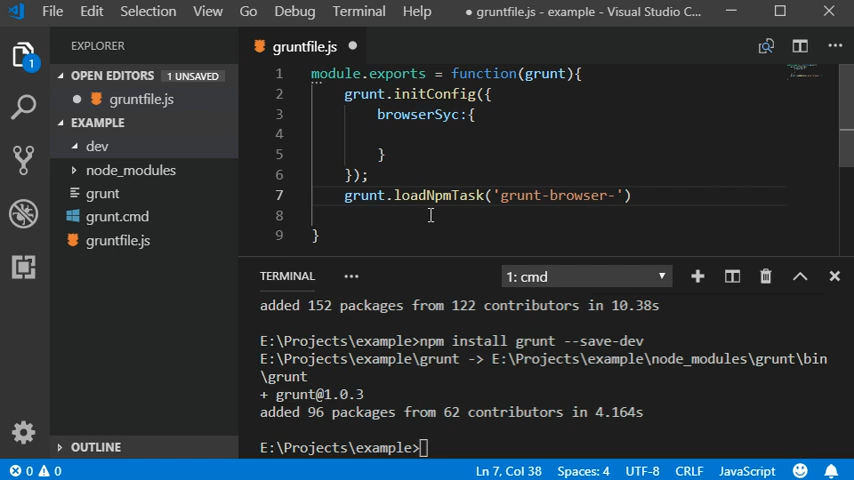 File Edit Selection View Go Debug Terminal Help ● gruntfile.js - example - Visual Studio C...
EXPLORER
gruntfile.js
OPEN EDITORS 1 UNSAVED
gruntfile.js
EXAMPLE
dev
node_modules
grunt
grunt.cmd
gruntfile.js
OUTLINE
1
1 module.exports = function(grunt){
2 grunt.initConfig({
3 browserSyc:{
4
5 }
6 });
7 grunt.loadNpmTask('grunt-browser-')
8
9 }
TERMINAL ••• 1: cmd
added 152 packages from 122 contributors in 10.38s
E:\Projects\example>npm install grunt --save-dev
E:\Projects\example\grunt -> E:\Projects\example\node_modules\grunt\bin
\grunt
+ grunt@1.0.3
added 96 packages from 62 contributors in 4.164s
E:\Projects\example>
0 0 Ln 7, Col 38 Spaces: 4 UTF-8 CRLF JavaScript